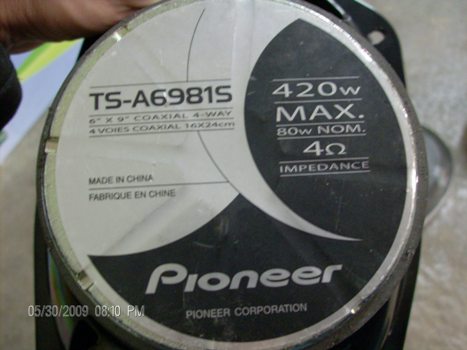 TS-A6981S
6" X 9" COAXIAL 4-WAY
4 VOIES COAXIAL 16X24cm
420w
MAX.
80w NOM.
4Ω
IMPEDANCE
MADE IN CHINA
FABRIQUE EN CHINE
Pioneer
PIONEER CORPORATION
05/30/2009 08:10 PM